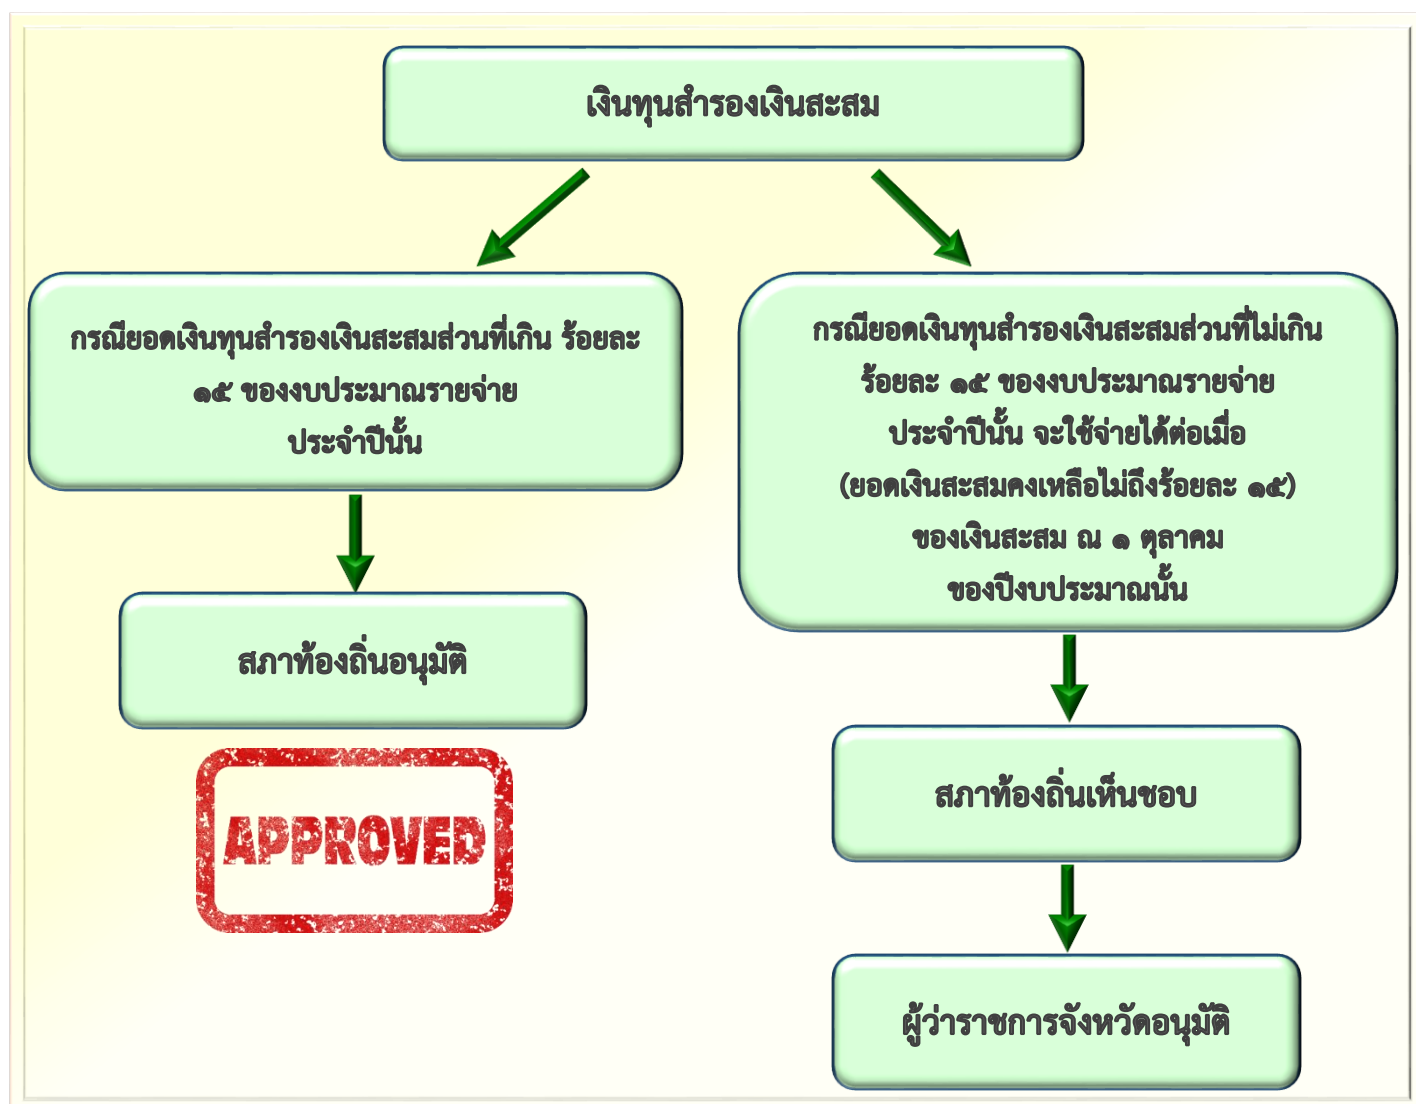 เงินทุนสำรองเงินสะสม
กรณียอดเงินทุนสำรองเงินสะสมส่วนที่เกิน ร้อยละ
๑๕ ของงบประมาณรายจ่าย
ประจำปีนั้น
สภาท้องถิ่นอนุมัติ
APPROVED
กรณียอดเงินทุนสำรองเงินสะสมส่วนที่ไม่เกิน
ร้อยละ ๑๕ ของงบประมาณรายจ่าย
ประจำปีนั้น จะใช้จ่ายได้ต่อเมื่อ
(ยอดเงินสะสมคงเหลือไม่ถึงร้อยละ ๑๕)
ของเงินสะสม ณ ๑ ตุลาคม
ของปีงบประมาณนั้น
สภาท้องถิ่นเห็นชอบ
ผู้ว่าราชการจังหวัดอนุมัติ